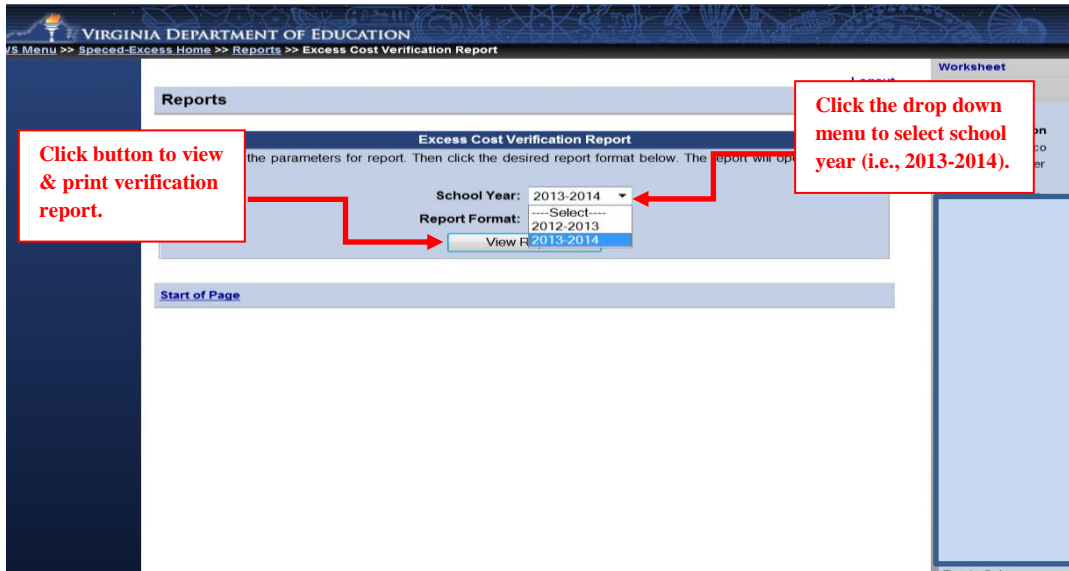 VIRGINIA DEPARTMENT OF EDUCATION
Menu >> Speced-Excess Home >> Reports >> Excess Cost Verification Report
Worksheet
Logout
Reports
Click the drop down
menu to select school
year (i.e., 2013-2014).
Excess Cost Verification Report
Click button to view
& print verification
report.
the parameters for report. Then click the desired report format below. The report will
School Year: 2013-2014
Report Format:
----Select----
2012-2013
2013-2014
View
Start of Page